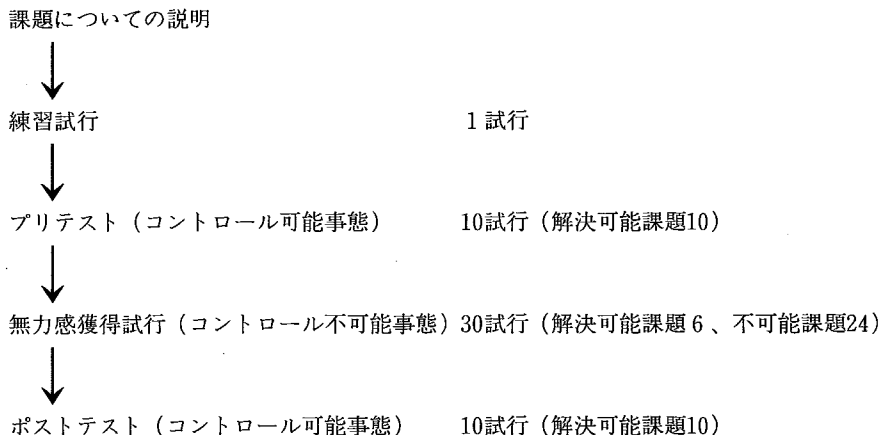 課題についての説明
練習試行 1試行
プリテスト（コントロール可能事態） 10試行（解決可能課題10）
無力感獲得試行（コントロール不可能事態）30試行（解決可能課題6、不可能課題24）
ポストテスト（コントロール可能事態） 10試行（解決可能課題10）